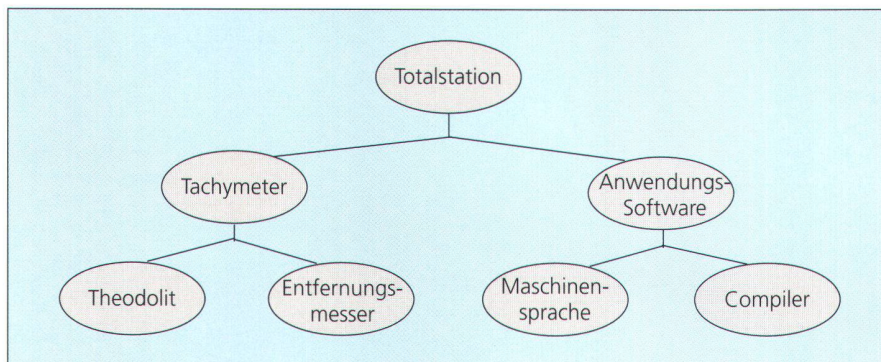 Totalstation
Tachymeter
Anwendungs-
Software
Theodolit
Entfernungs-
messer
Maschinen-
sprache
Compiler